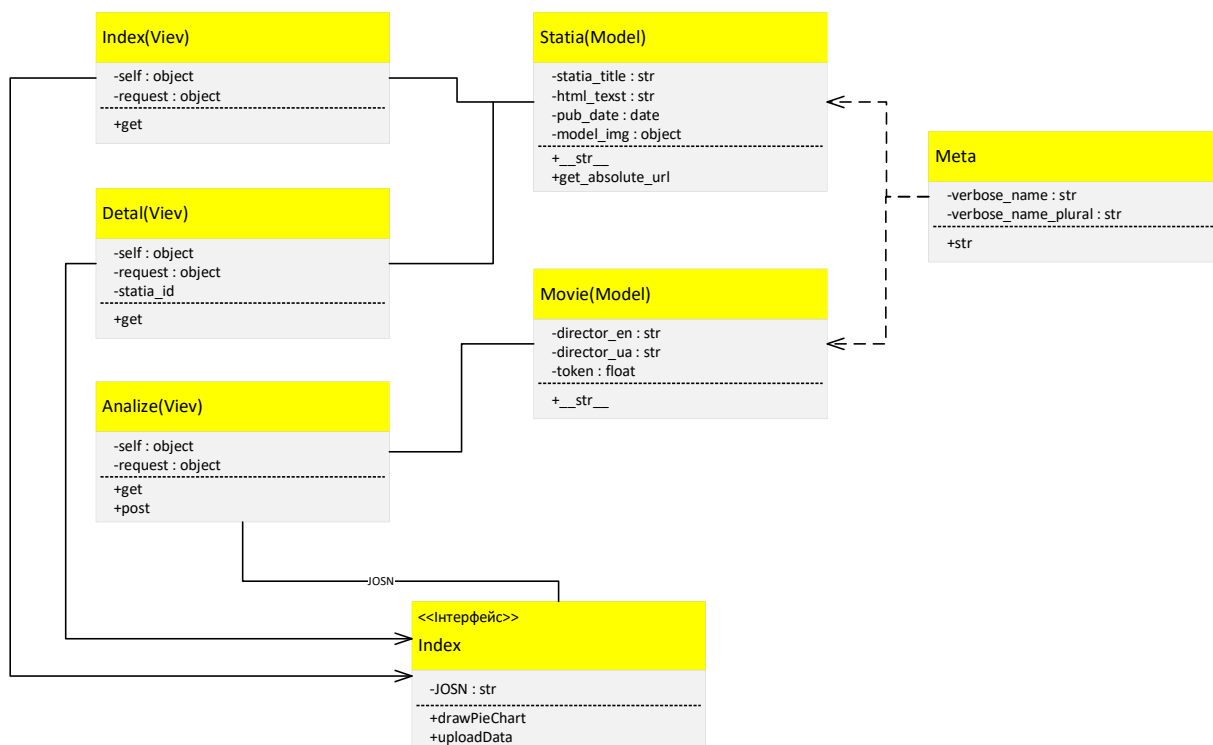 Index(Viev)
-self : object
-request : object
+get
Statia(Model)
-statia_title : str
-html_texst : str
-pub_date : date
-model_img : object
+__str__
+get_absolute_url
Meta
-verbose_name : str
-verbose_name_plural : str
+str
Detal(Viev)
-self : object
-request : object
-statia_id
+get
Movie(Model)
-director_en : str
-director_ua : str
-token : float
+__str__
Analize(Viev)
-self : object
-request : object
+get
+post
JOSN
<<Інтерфейс>>
Index
-JOSN : str
+drawPieChart
+uploadData